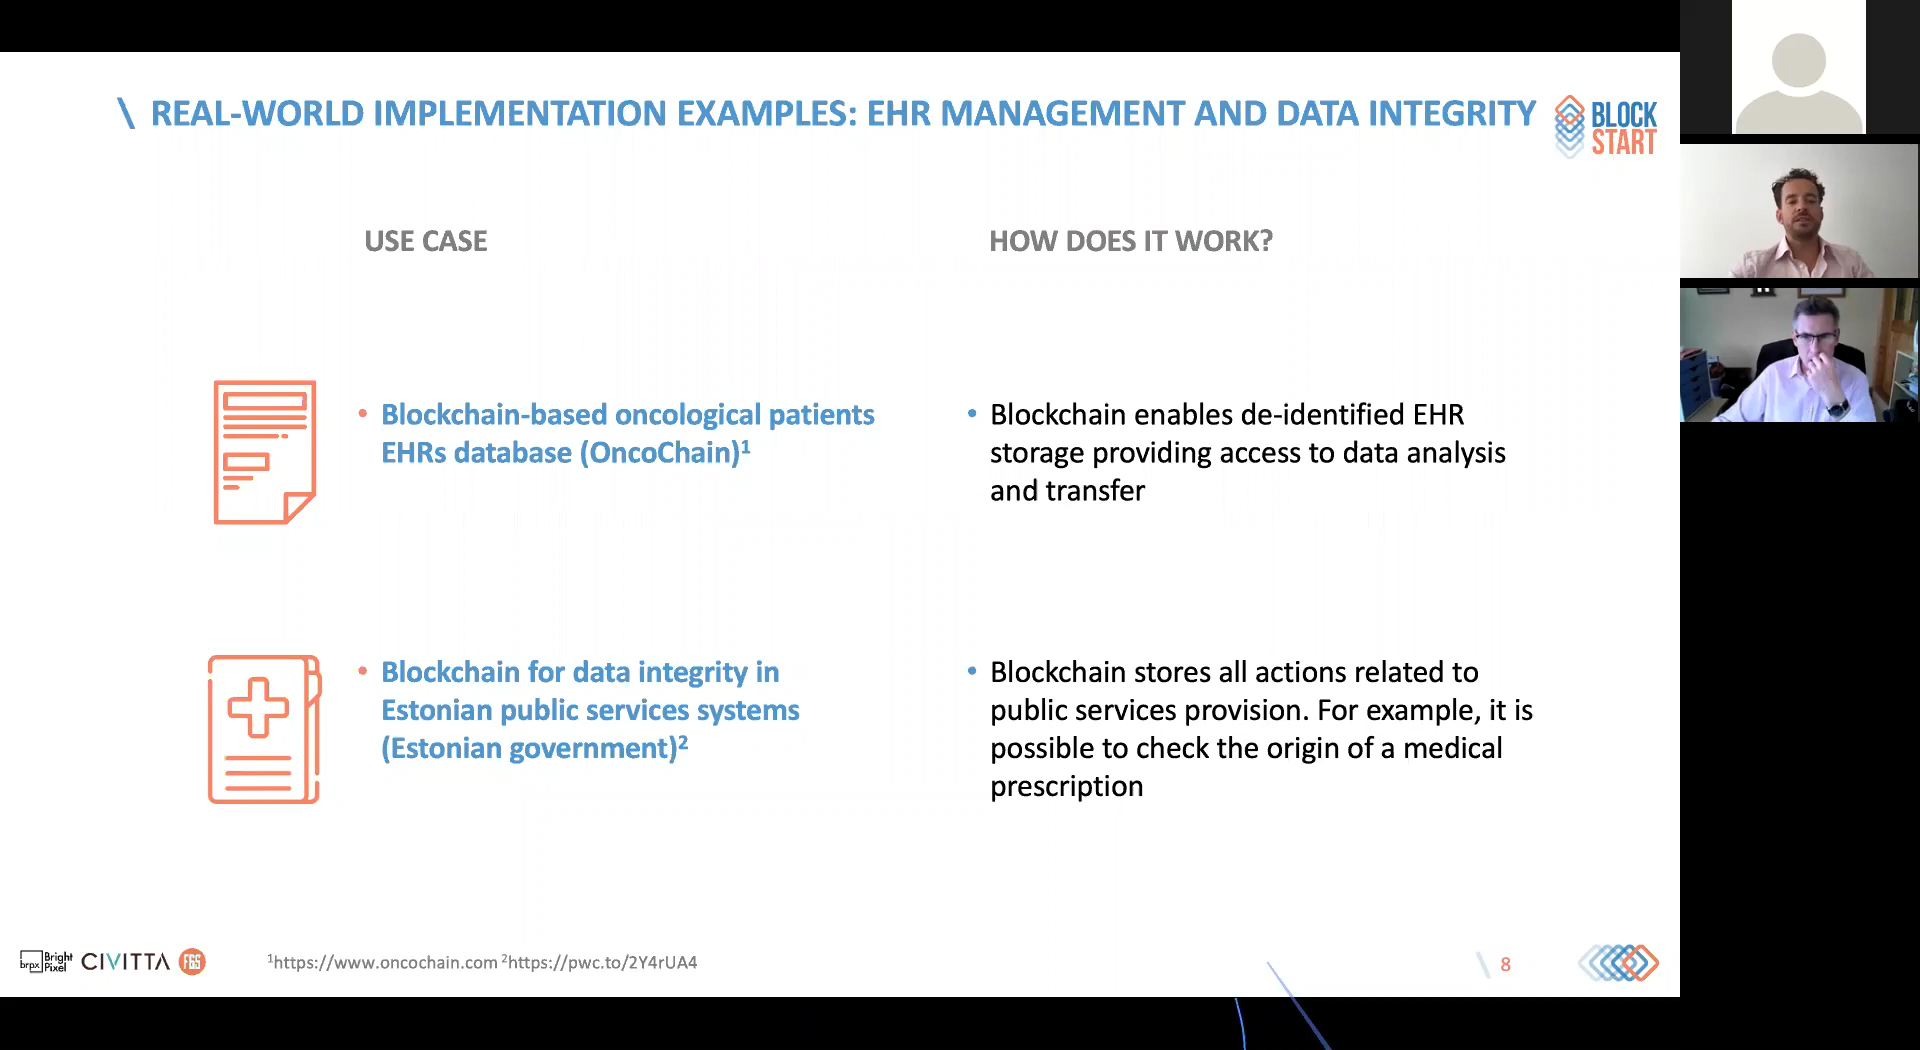 \ REAL-WORLD IMPLEMENTATION EXAMPLES: EHR MANAGEMENT AND DATA INTEGRITY
BLOCK
START
USE CASE
HOW DOES IT WORK?
• Blockchain-based oncological patients
EHRs database (OncoChain)¹
• Blockchain enables de-identified EHR
storage providing access to data analysis
and transfer
• Blockchain for data integrity in
Estonian public services systems
(Estonian government)²
• Blockchain stores all actions related to
public services provision. For example, it is
possible to check the origin of a medical
prescription
brpx Bright
Pixel
CIVITTA
FGS
¹https://www.oncochain.com ²https://pwc.to/2Y4rUA4
\ 8